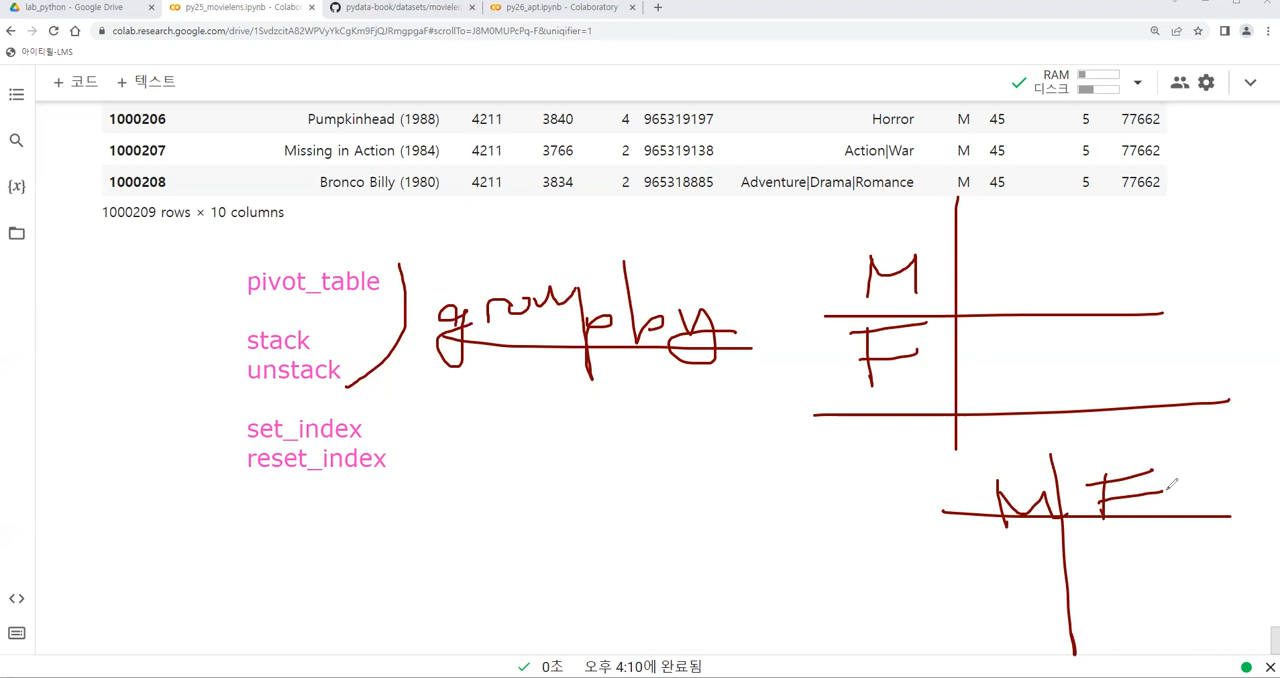 lab_python - Google Drive
py25_movielens.ipynb - Colabor
pydata-book/datasets/movielen
py26_apt.ipynb - Colaboratory
colab.research.google.com/drive/1SvdzcitA82WPVyYkCgKm9FjQJRmgpgaF#scrollTo=J8M0MUPcPq-F&uniqifier=1
아이티윌-LMS
+ 코드 + 텍스트
RAM
디스크
1000206 Pumpkinhead (1988) 4211 3840 4 965319197 Horror M 45 5 77662
1000207 Missing in Action (1984) 4211 3766 2 965319138 Action|War M 45 5 77662
1000208 Bronco Billy (1980) 4211 3834 2 965318885 Adventure|Drama|Romance M 45 5 77662
1000209 rows × 10 columns
pivot_table
stack
unstack
set_index
reset_index
group by
M
F
M F
0초 오후 4:10에 완료됨